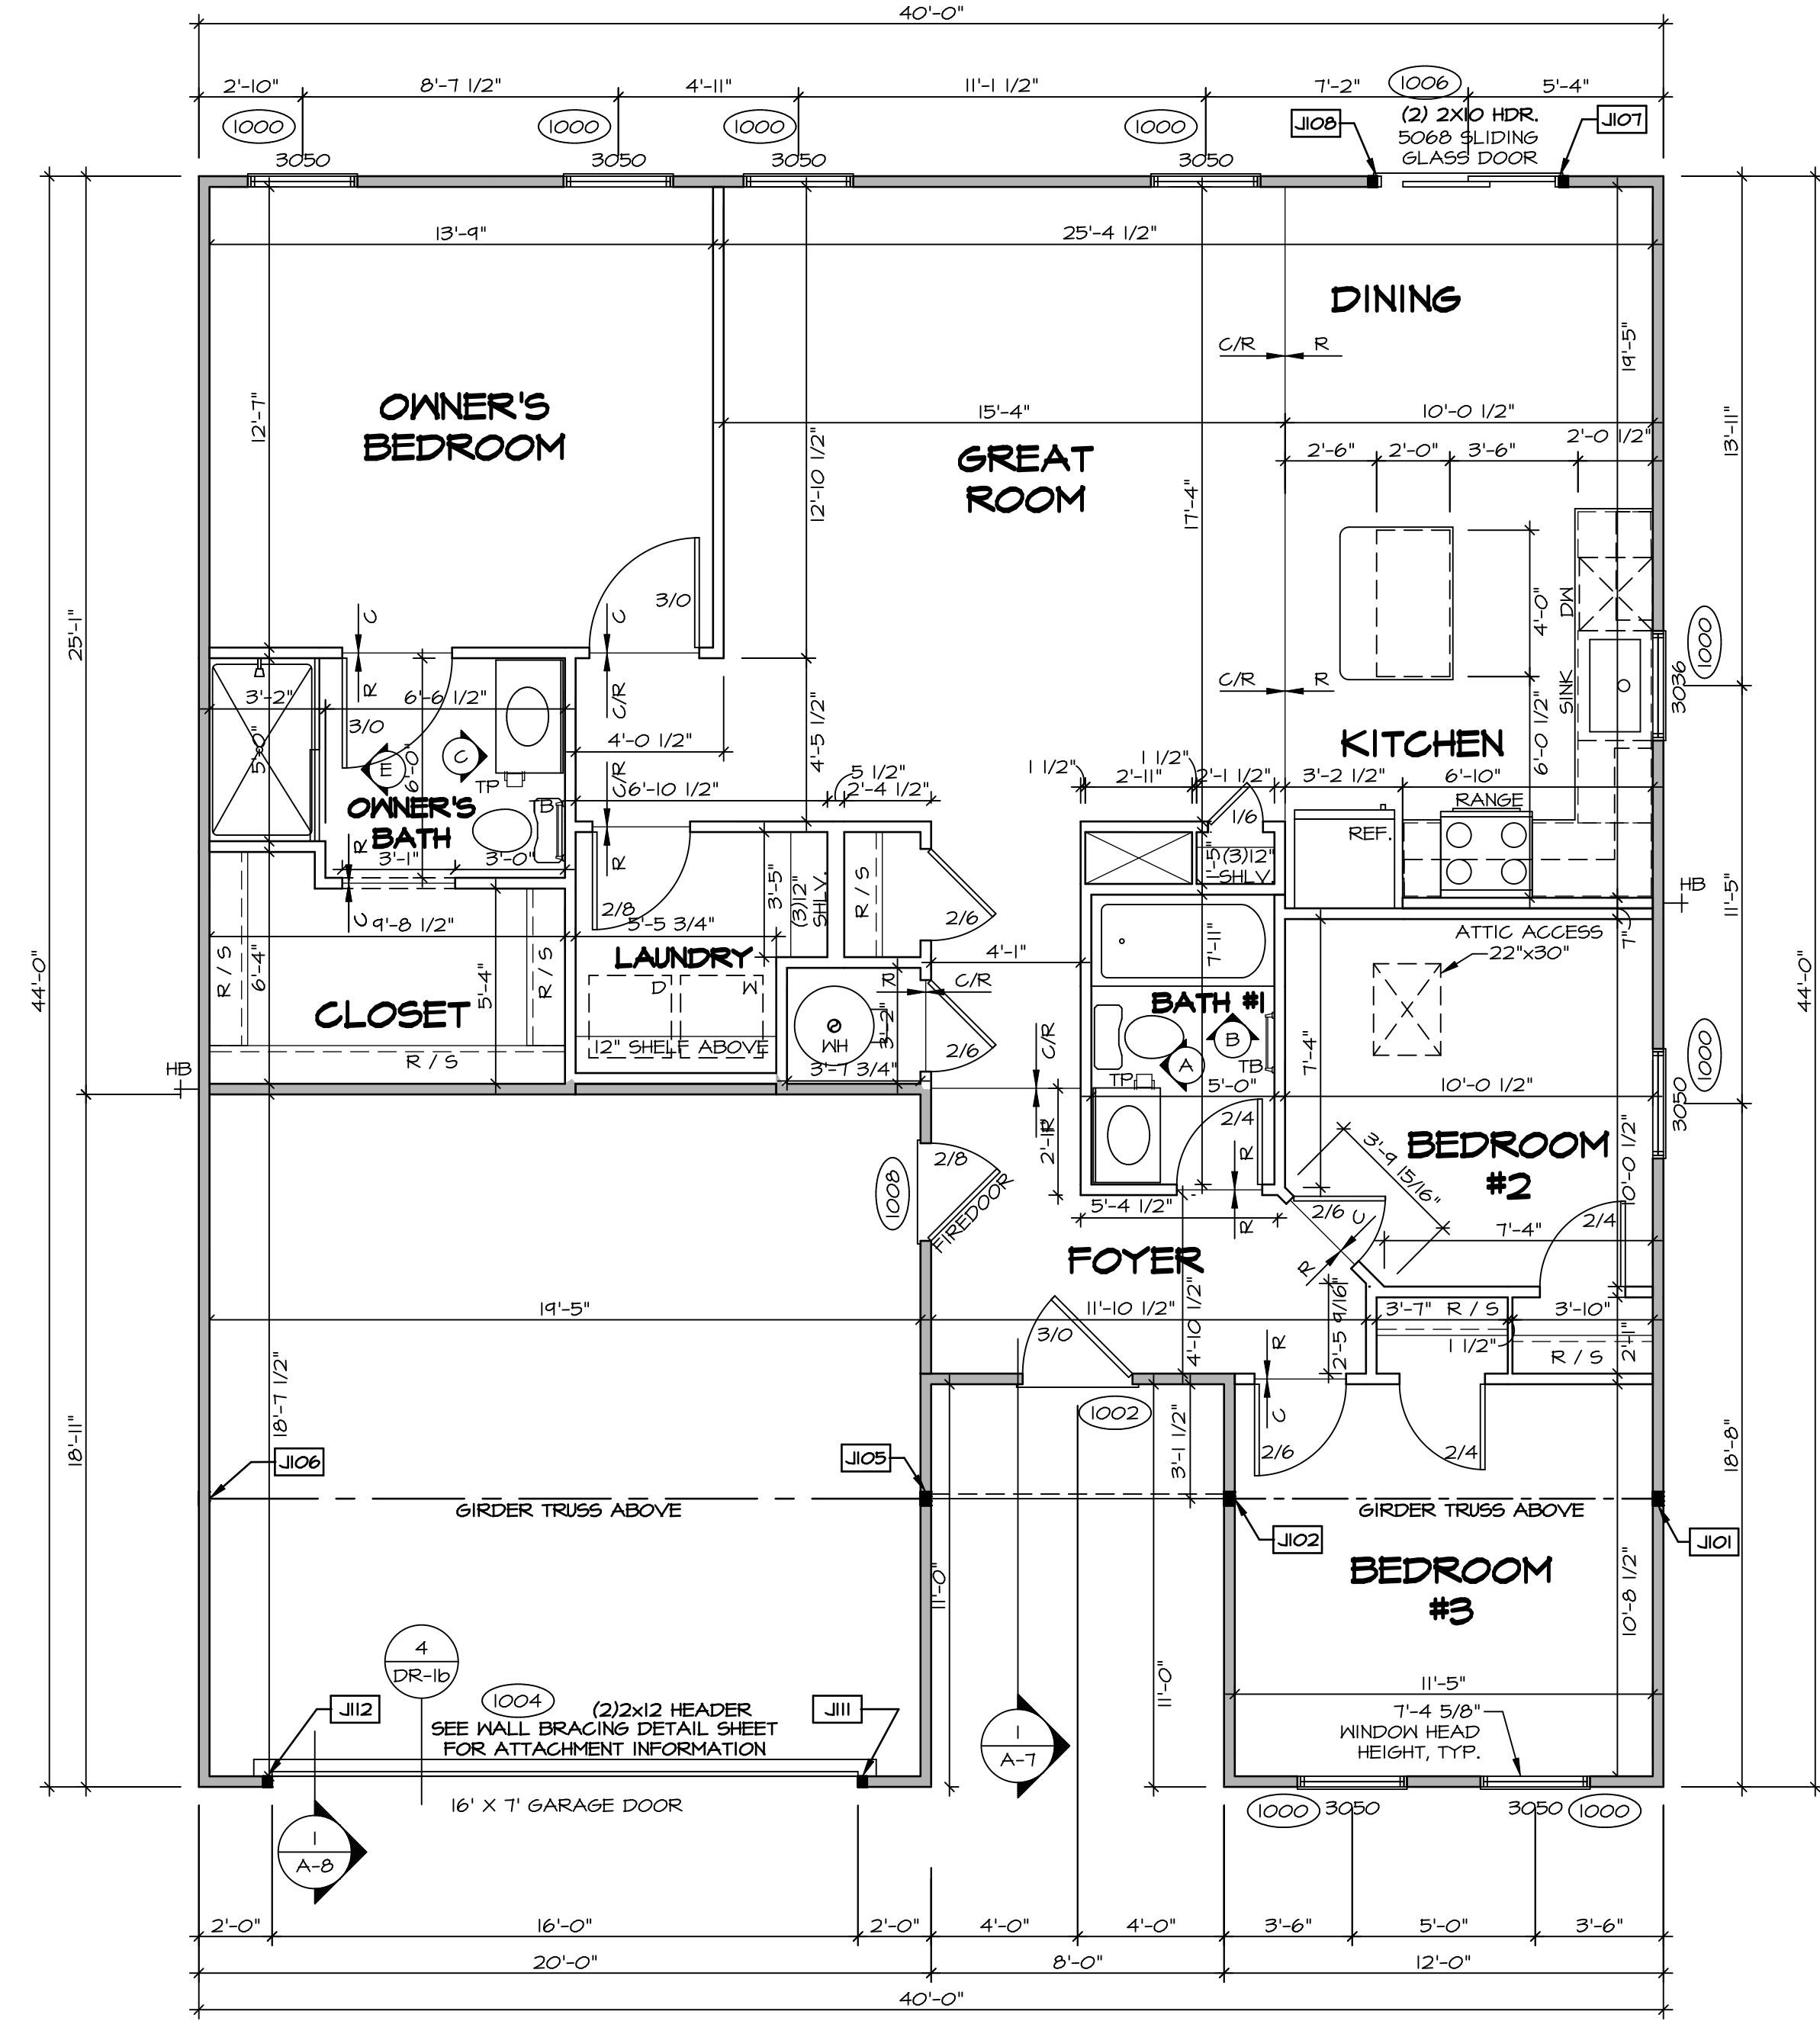 40'-0"
2'-10" 8'-7 1/2" 4'-11" 11'-1 1/2" 7'-2" 1006 5'-4"
1000 1000 1000 1000 J108 (2) 2X10 HDR. J107
5068 SLIDING
GLASS DOOR
3050 3050 3050 3050
13'-9" 25'-4 1/2"
DINING
C/R R
19'-5"
12'-7"
OWNER'S
BEDROOM
15'-4" 10'-0 1/2"
13'-11"
2'-0 1/2"
2'-6" 2'-0" 3'-6"
12'-10 1/2"
GREAT
ROOM
17'-4"
3/0
C
25'-1"
4'-0"
DW
1000
3036
SINK
C/R R
R
C/R
3'-2" 6'-6 1/2"
3/0
5'-0"
E
C
6'-0"
4'-0 1/2"
4'-5 1/2"
6'-0 1/2"
KITCHEN
TP
TB
C/R
6'-10 1/2"
5 1/2"
2'-4 1/2"
1 1/2"
2'-11"
1 1/2"
2'-1 1/2"
3'-2 1/2" 6'-10"
RANGE
REF.
1/6
OWNER'S
BATH
3'-1" 3'-0"
R
R
C
(3)12"
SHLV.
3'-5"
(3)12"
SHLV.
R / S
2/6
2/8
9'-8 1/2" 5'-5 3/4"
LAUNDRY
HB
11'-5"
7"
ATTIC ACCESS
22"x30"
4'-1"
7'-11"
R / S
6'-4"
5'-4"
R / S
CLOSET
D
W
R C/R
3'-2"
WH
12" SHELF ABOVE
R / S
3'-7 3/4"
2/6
C/R
BATH #1
B
A
TB
TP
7'-4"
44'-0"
44'-0"
HB
1000
3050
5'-0" 10'-0 1/2"
2/4
R
R
2'-11"
2/8
FIREDOOR
1008
R
5'-4 1/2"
BEDROOM
#2
3'-9 15/16"
10'-0 1/2"
2/6
C
R
7'-4"
2/4
FOYER
19'-5" 11'-10 1/2"
3/0
4'-10 1/2"
2'-5 9/16"
3'-7" R / S
1 1/2"
3'-10"
R / S
2'-1"
R
C
1002
3'-1 1/2"
2/6 2/4
18'-7 1/2"
18'-11"
18'-8"
J106
J105
GIRDER TRUSS ABOVE
GIRDER TRUSS ABOVE
J102
J101
BEDROOM
#3
11'-0"
11'-0"
10'-8 1/2"
4
DR-1b
11'-5"
7'-4 5/8"
WINDOW HEAD
HEIGHT, TYP.
J112
1004
(2)2x12 HEADER
SEE WALL BRACING DETAIL SHEET
FOR ATTACHMENT INFORMATION
J111
1
A-7
16' X 7' GARAGE DOOR
1000 3050 3050 1000
1
A-8
2'-0" 16'-0" 2'-0" 4'-0" 4'-0" 3'-6" 5'-0" 3'-6"
20'-0" 8'-0" 12'-0"
40'-0"